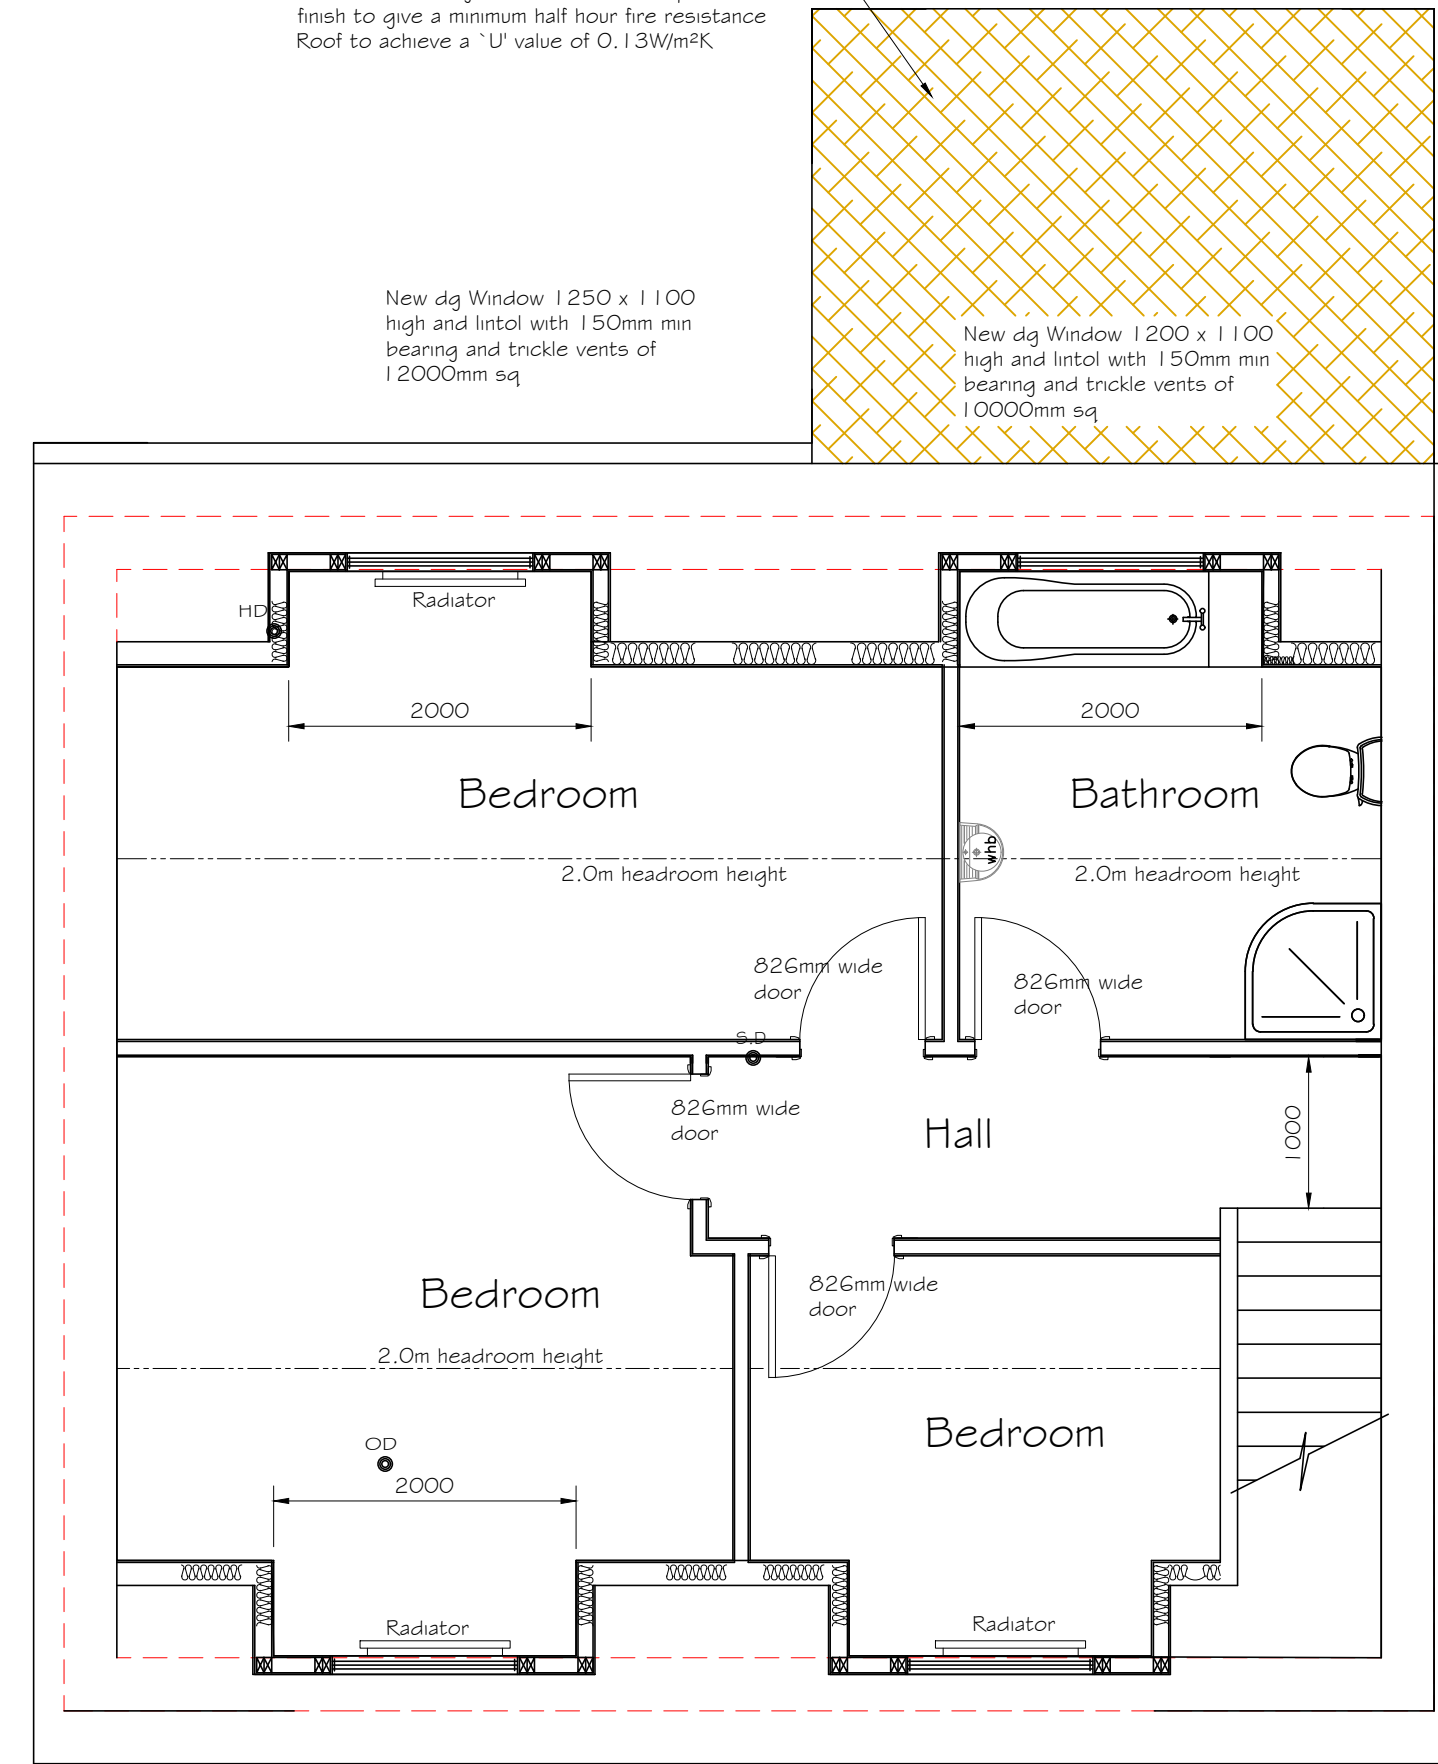 finish to give a minimum half hour fire resistance
Roof to achieve a `U' value of 0.13W/m²K
New dg Window 1250 x 1100
high and lintol with 150mm min
bearing and trickle vents of
12000mm sq
New dg Window 1200 x 1100
high and lintol with 150mm min
bearing and trickle vents of
10000mm sq
HD
Radiator
2000
2000
Bedroom
Bathroom
whb
2.0m headroom height
2.0m headroom height
826mm wide
door
826mm wide
door
S.D
826mm wide
door
Hall
1000
826mm wide
door
Bedroom
2.0m headroom height
Bedroom
OD
2000
Radiator
Radiator